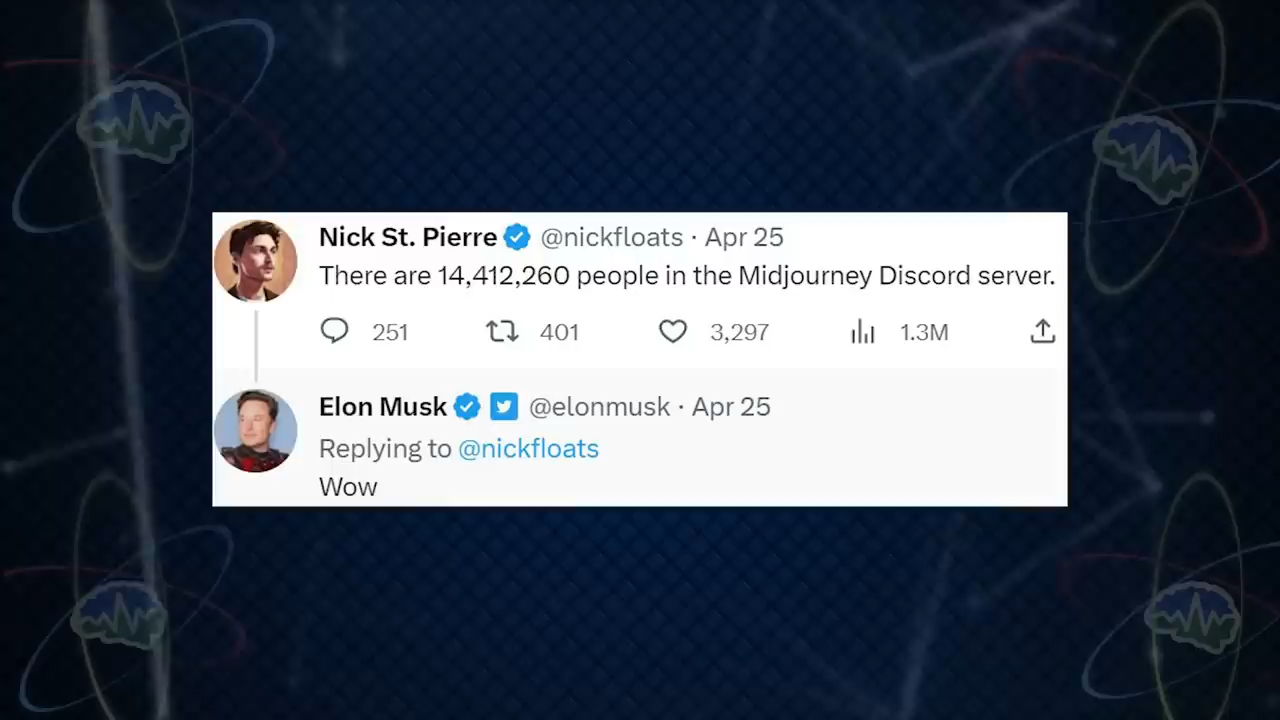 Nick St. Pierre @nickfloats · Apr 25
There are 14,412,260 people in the Midjourney Discord server.
251 401 3,297 1.3M
Elon Musk @elonmusk · Apr 25
Replying to @nickfloats
Wow